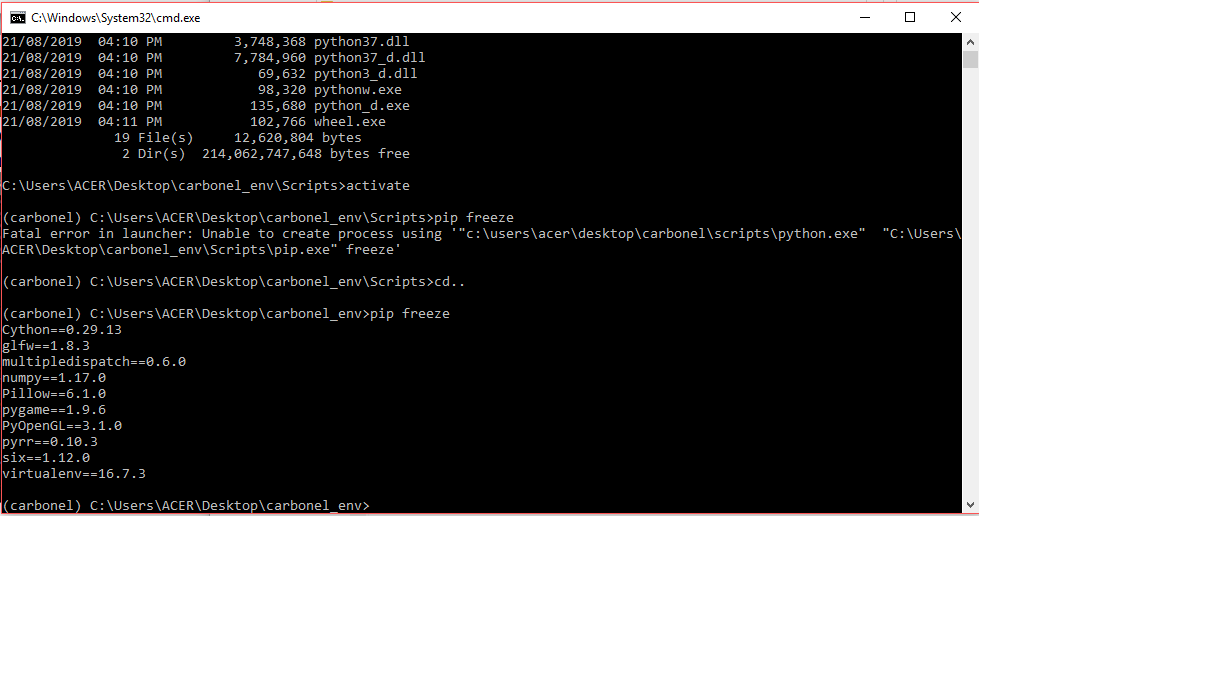 C:\Windows\System32\cmd.exe
21/08/2019  04:10 PM         3,748,368 python37.dll
21/08/2019  04:10 PM         7,784,960 python37_d.dll
21/08/2019  04:10 PM            69,632 python3_d.dll
21/08/2019  04:10 PM            98,320 pythonw.exe
21/08/2019  04:10 PM           135,680 python_d.exe
21/08/2019  04:11 PM           102,766 wheel.exe
              19 File(s)     12,620,804 bytes
               2 Dir(s)  214,062,747,648 bytes free
C:\Users\ACER\Desktop\carbonel_env\Scripts>activate
(carbonel) C:\Users\ACER\Desktop\carbonel_env\Scripts>pip freeze
Fatal error in launcher: Unable to create process using '"c:\users\acer\desktop\carbonel\scripts\python.exe"  "C:\Users\
ACER\Desktop\carbonel_env\Scripts\pip.exe" freeze'
(carbonel) C:\Users\ACER\Desktop\carbonel_env\Scripts>cd..
(carbonel) C:\Users\ACER\Desktop\carbonel_env>pip freeze
Cython==0.29.13
glfw==1.8.3
multipledispatch==0.6.0
numpy==1.17.0
Pillow==6.1.0
pygame==1.9.6
PyOpenGL==3.1.0
pyrr==0.10.3
six==1.12.0
virtualenv==16.7.3
(carbonel) C:\Users\ACER\Desktop\carbonel_env>